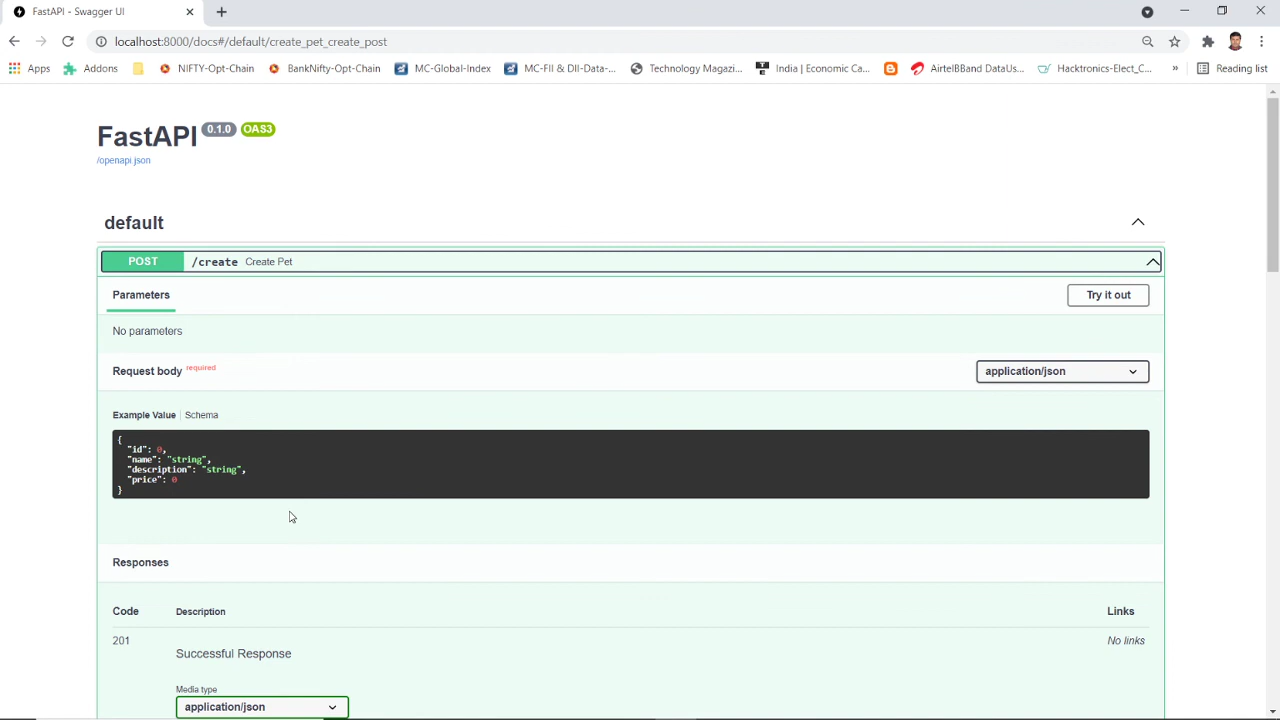 FastAPI - Swagger UI
localhost:8000/docs#/default/create_pet_create_post
Apps Addons NIFTY-Opt-Chain BankNifty-Opt-Chain MC-Global-Index MC-FII & DII-Data-... Technology Magazi... India | Economic Ca... AirtelBBand DataUs... Hacktronics-Elect_C... » Reading list
FastAPI 0.1.0 OAS3
/openapi.json
default
POST /create Create Pet
Parameters Try it out
No parameters
Request body required application/json
Example Value Schema
{
"id": 0,
"name": "string",
"description": "string",
"price": 0
}
Responses
Code Description Links
201 No links
Successful Response
Media type
application/json